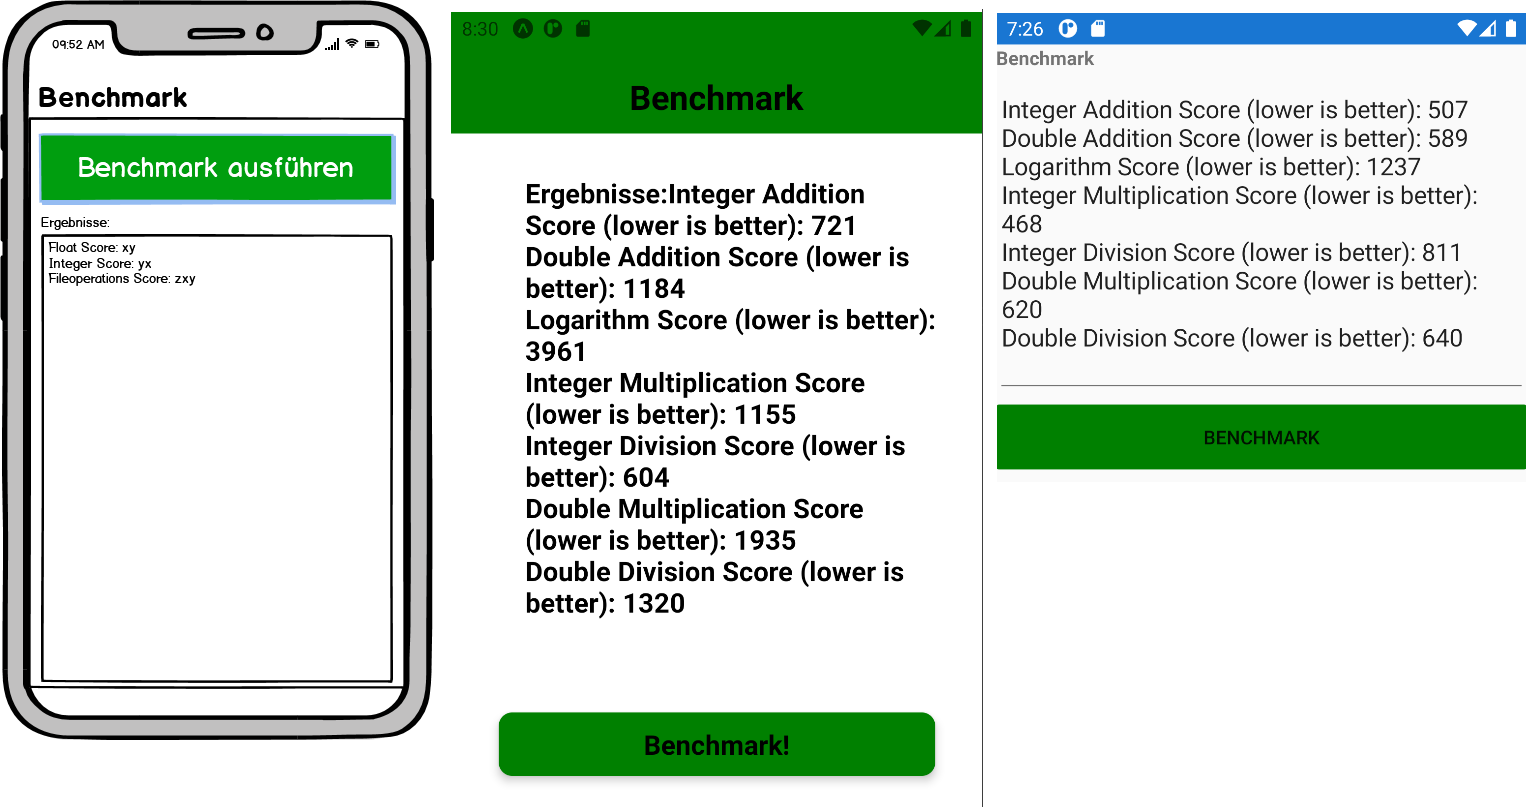 09:52 AM
Benchmark
Benchmark ausführen
Ergebnisse:
Float Score: xy
Integer Score: yx
Fileoperations Score: zxy
8:30
Benchmark
Ergebnisse:Integer Addition
Score (lower is better): 721
Double Addition Score (lower is
better): 1184
Logarithm Score (lower is better):
3961
Integer Multiplication Score
(lower is better): 1155
Integer Division Score (lower is
better): 604
Double Multiplication Score
(lower is better): 1935
Double Division Score (lower is
better): 1320
Benchmark!
7:26
Benchmark
Integer Addition Score (lower is better): 507
Double Addition Score (lower is better): 589
Logarithm Score (lower is better): 1237
Integer Multiplication Score (lower is better):
468
Integer Division Score (lower is better): 811
Double Multiplication Score (lower is better):
620
Double Division Score (lower is better): 640
BENCHMARK